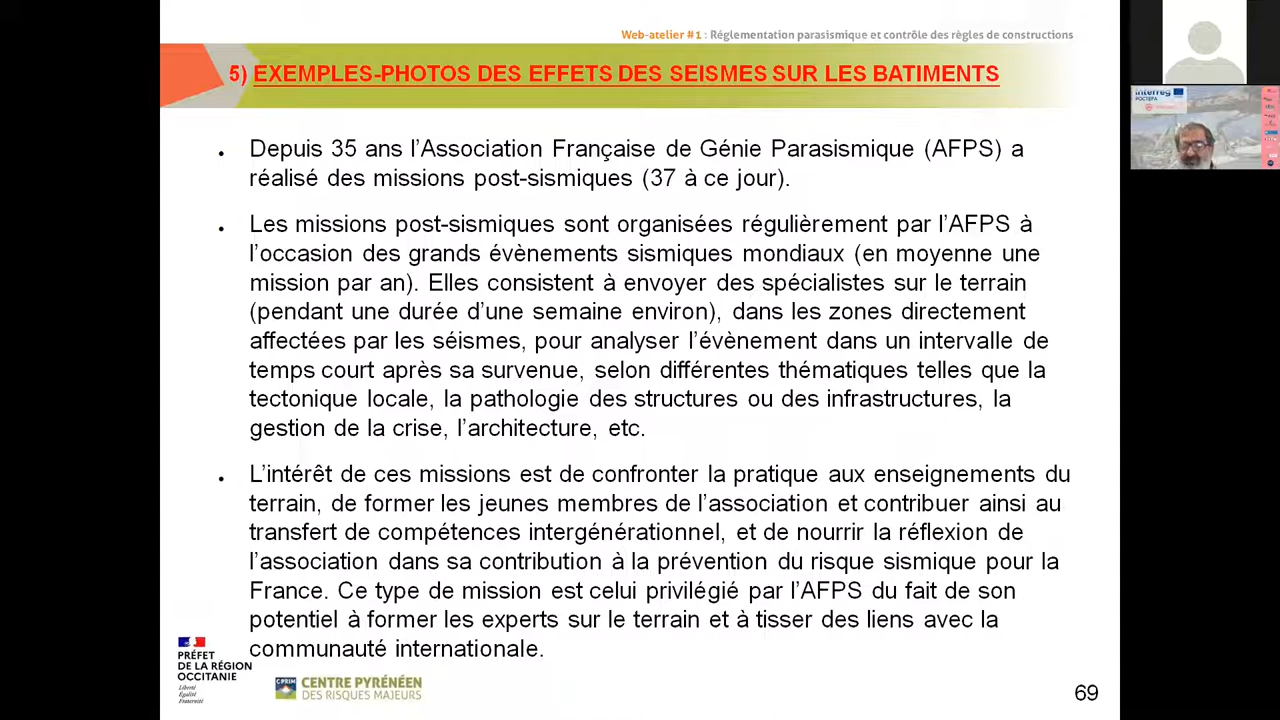 Web-atelier #1 : Réglementation parasismique et contrôle des règles de constructions
5) EXEMPLES-PHOTOS DES EFFETS DES SEISMES SUR LES BATIMENTS
• Depuis 35 ans l’Association Française de Génie Parasismique (AFPS) a
réalisé des missions post-sismiques (37 à ce jour).
• Les missions post-sismiques sont organisées régulièrement par l’AFPS à
l’occasion des grands évènements sismiques mondiaux (en moyenne une
mission par an). Elles consistent à envoyer des spécialistes sur le terrain
(pendant une durée d’une semaine environ), dans les zones directement
affectées par les séismes, pour analyser l’évènement dans un intervalle de
temps court après sa survenue, selon différentes thématiques telles que la
tectonique locale, la pathologie des structures ou des infrastructures, la
gestion de la crise, l’architecture, etc.
• L’intérêt de ces missions est de confronter la pratique aux enseignements du
terrain, de former les jeunes membres de l’association et contribuer ainsi au
transfert de compétences intergénérationnel, et de nourrir la réflexion de
l’association dans sa contribution à la prévention du risque sismique pour la
France. Ce type de mission est celui privilégié par l’AFPS du fait de son
potentiel à former les experts sur le terrain et à tisser des liens avec la
communauté internationale.
PRÉFET
DE LA RÉGION
OCCITANIE
Liberté
Égalité
Fraternité
CPRIM
CENTRE PYRÉNÉEN
DES RISQUES MAJEURS
69
Interreg
POCTEFA